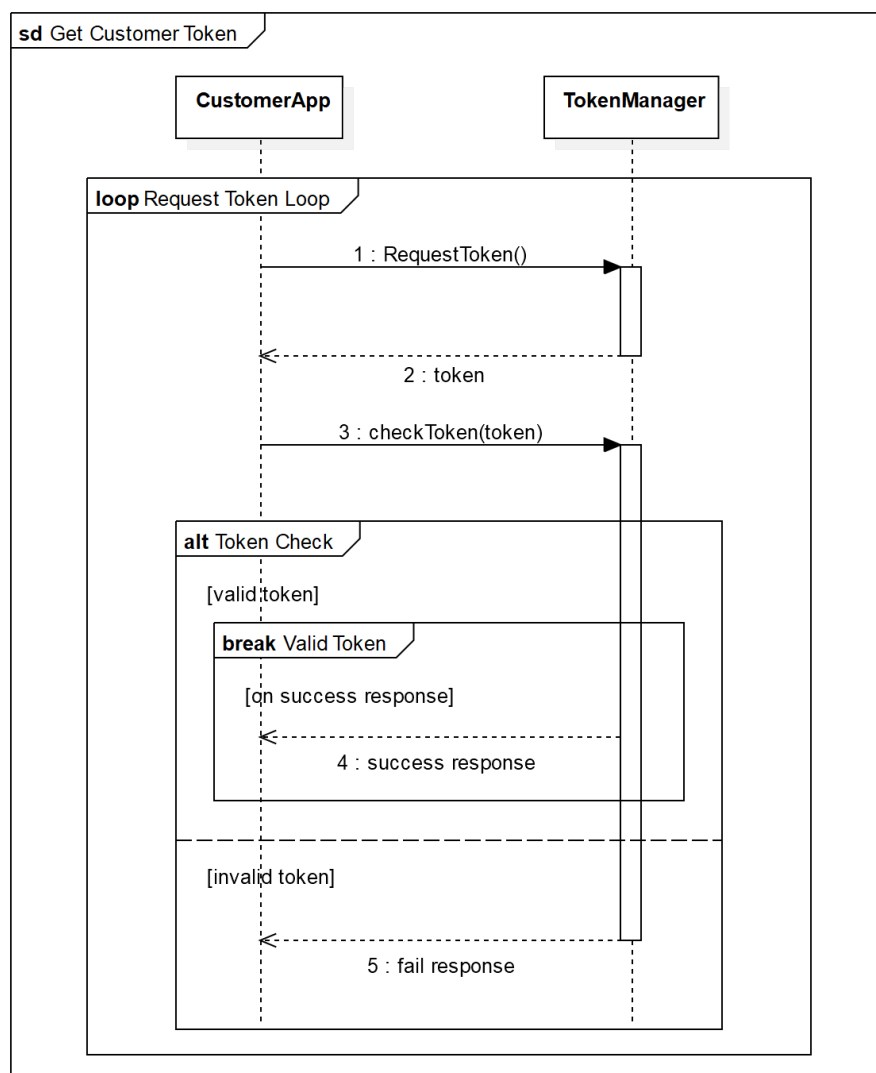 sd Get Customer Token
CustomerApp
TokenManager
loop Request Token Loop
1 : RequestToken()
2 : token
3 : checkToken(token)
alt Token Check
[valid token]
break Valid Token
[on success response]
4 : success response
[invalid token]
5 : fail response